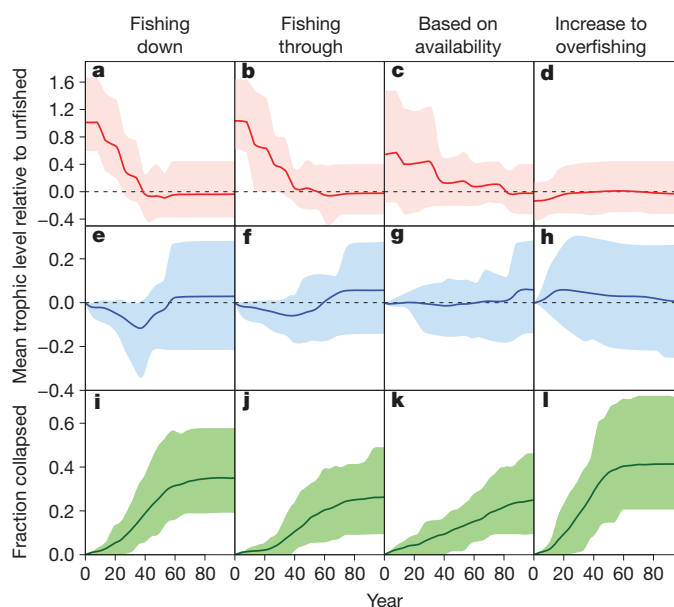 Fishing down
Fishing through
Based on availability
Increase to overfishing
Mean trophic level relative to unfished
a
b
c
d
1.6
1.2
0.8
0.4
0.0
−0.4
e
f
g
h
0.2
0.0
−0.2
−0.4
Fraction collapsed
i
j
k
l
0.6
0.4
0.2
0.0
0 20 40 60 80 0 20 40 60 80 0 20 40 60 80 0 20 40 60 80
Year